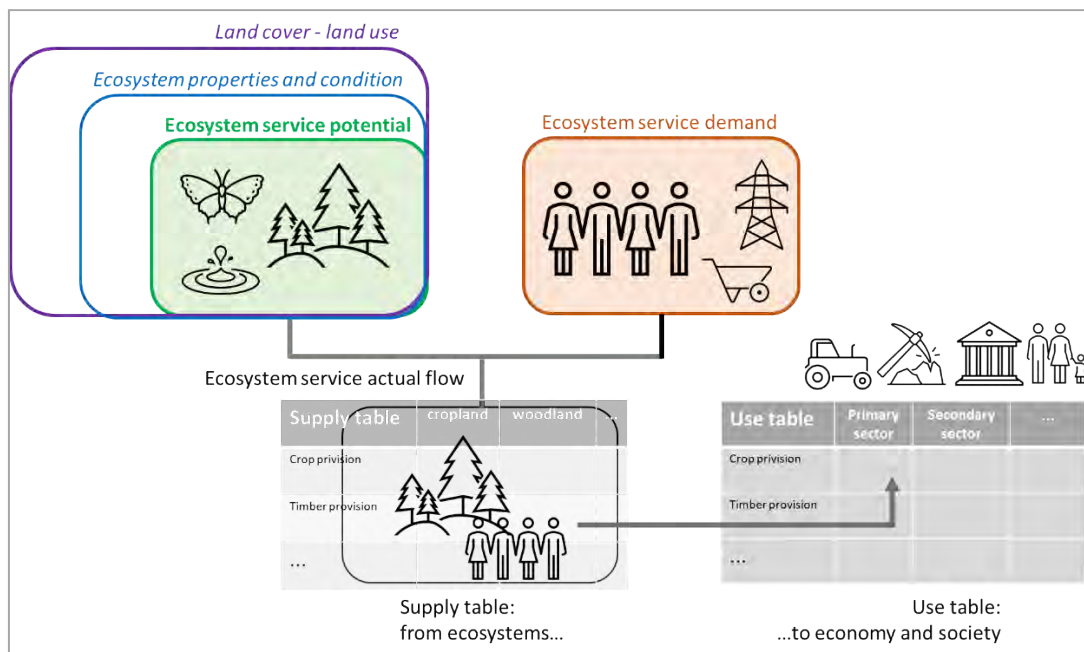 Land cover - land use
Ecosystem properties and condition
Ecosystem service potential
Ecosystem service demand
Ecosystem service actual flow
Supply table cropland woodland ...
Crop privision
Timber provision
...
Use table Primary sector Secondary sector ...
Crop privision
Timber provision
...
Supply table:
from ecosystems...
Use table:
...to economy and society